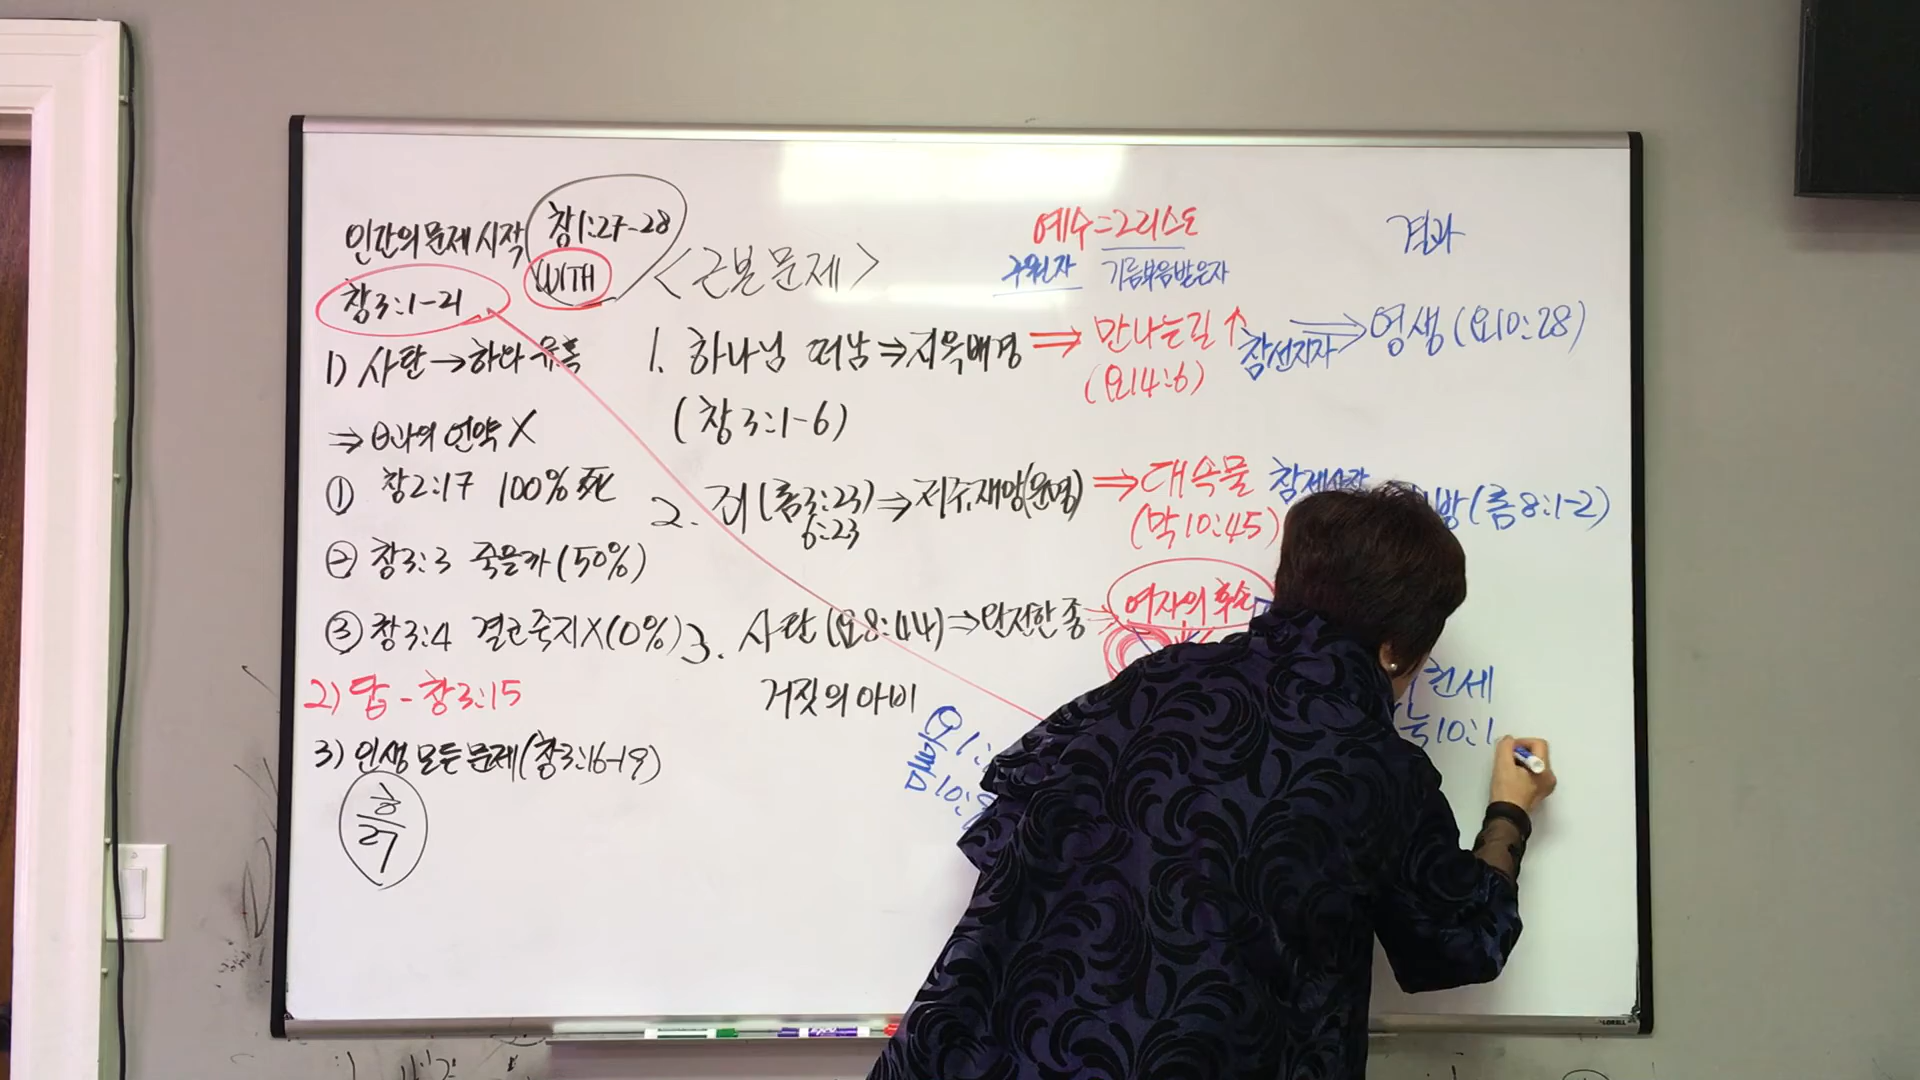 인간의 문제 시작
창1:27-28
WITH
창3:1-21
1) 사탄→하와 유혹
⇒ θ과의 언약 X
① 창2:17 100% 死
② 창3:3 죽을까(50%)
③ 창3:4 결코 죽지X(0%)
2) 답 - 창3:15
3) 인생 모든 문제(창3:16-19)
27
<근본문제>
1. 하나님 떠남⇒지옥배경
(창3:1-6)
2. 죄(롬3:23)⇒저주,재앙(운명)
6:23
3. 사탄(요8:44)⇒완전한 종
거짓의 아비
예수=그리스도
구원자 기름부음받은자
⇒ 만나는길↑
(요14:6)
참선지자
⇒ 대속물 참제사장
(막10:45)
여자의 후손
요1:
10:
결과
영생(요10:28)
방(롬8:1-2)
권세
눅10:1